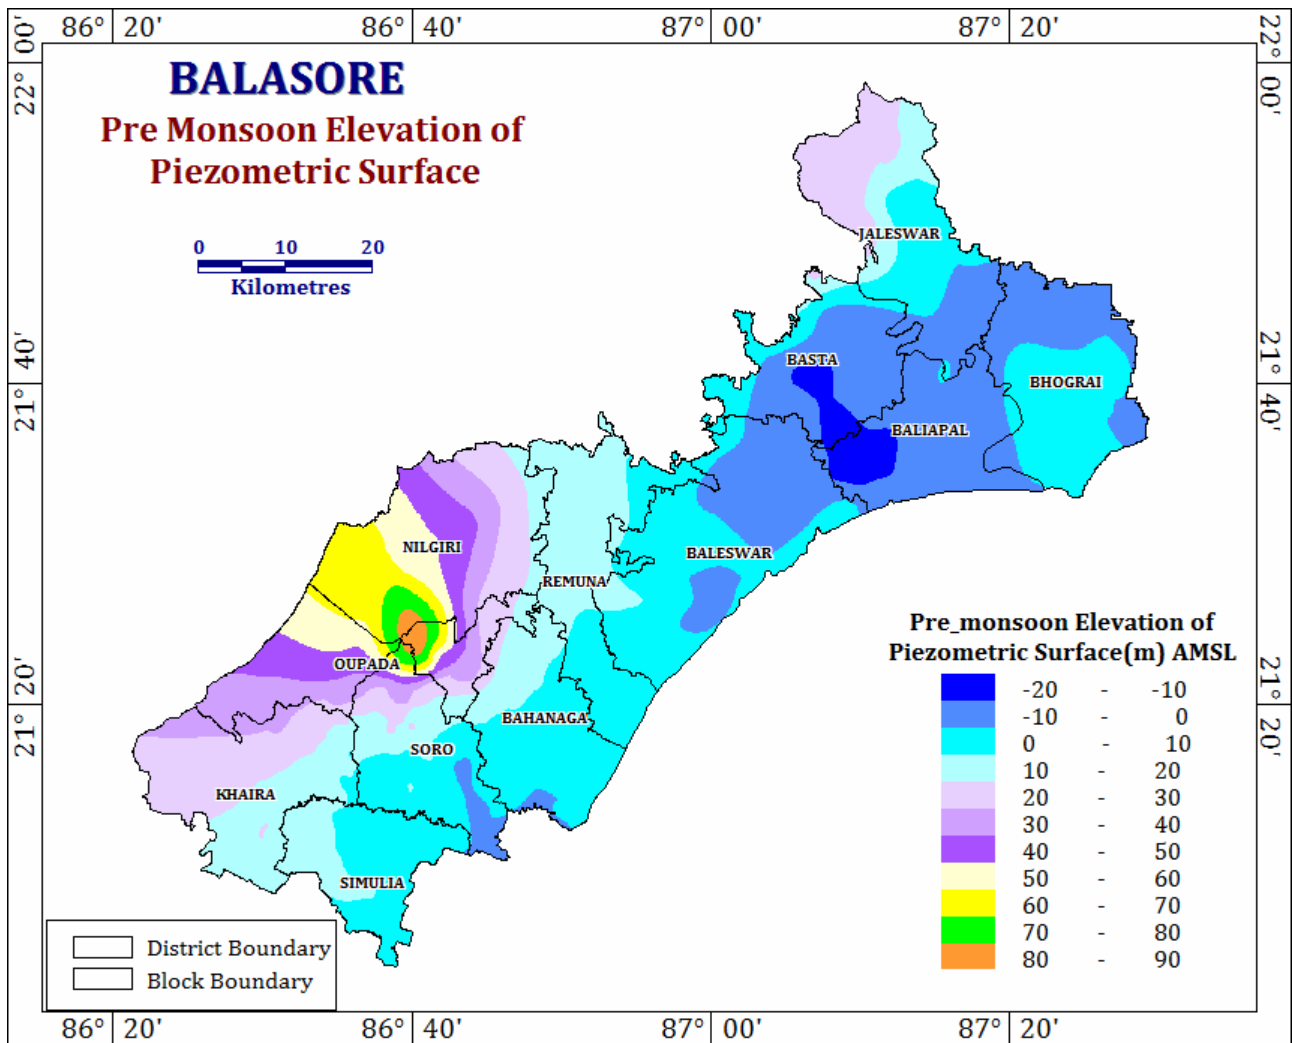 86° 20' 86° 40' 87° 00' 87° 20'
22° 00'
22° 00'
BALASORE
Pre Monsoon Elevation of
Piezometric Surface
0 10 20
Kilometres
JALESWAR
21° 40'
21° 40'
BASTA
BHOGRAI
BALIAPAL
NILGIRI
BALESWAR
REMUNA
OUPADA
21° 20'
21° 20'
BAHANAGA
SORO
KHAIRA
SIMULIA
Pre_monsoon Elevation of
Piezometric Surface(m) AMSL
-20 - -10
-10 - 0
0 - 10
10 - 20
20 - 30
30 - 40
40 - 50
50 - 60
60 - 70
70 - 80
80 - 90
District Boundary
Block Boundary
86° 20' 86° 40' 87° 00' 87° 20'